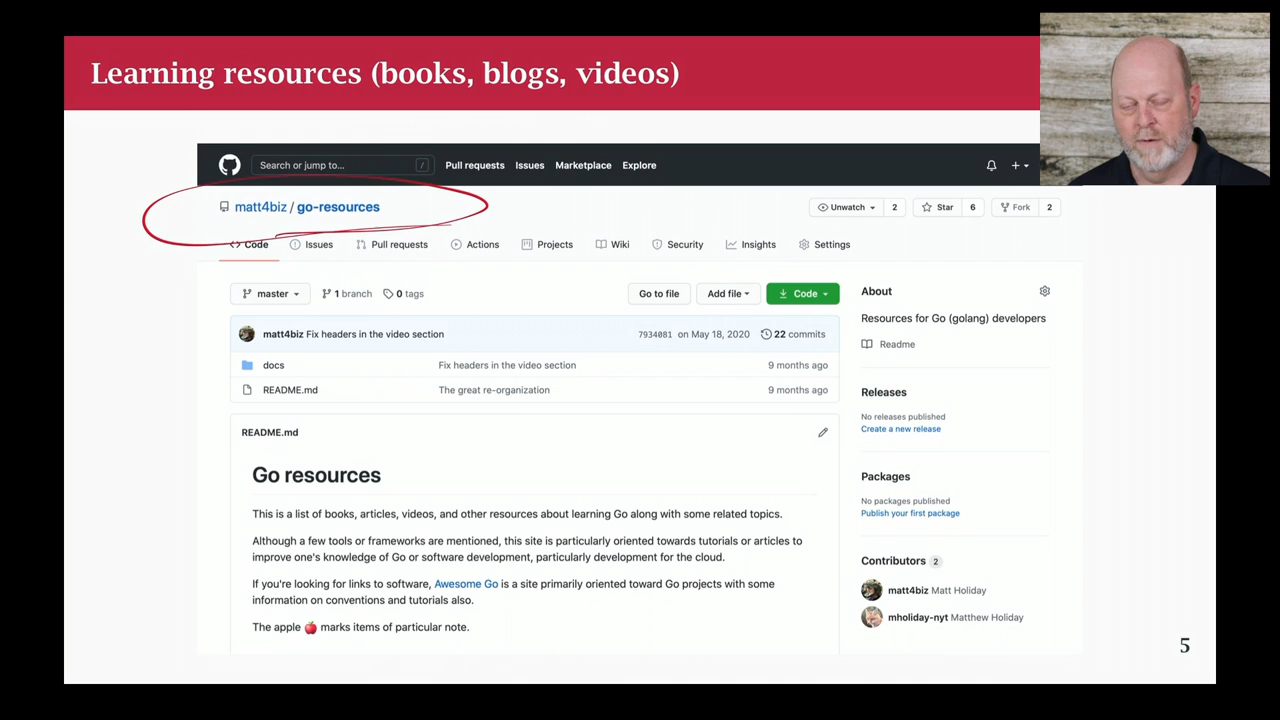 Learning resources (books, blogs, videos)
Search or jump to... /
Pull requests Issues Marketplace Explore
matt4biz / go-resources
Unwatch 2 Star 6 Fork 2
Code Issues Pull requests Actions Projects Wiki Security Insights Settings
master 1 branch 0 tags
Go to file Add file Code
matt4biz Fix headers in the video section 7934081 on May 18, 2020 22 commits
docs Fix headers in the video section 9 months ago
README.md The great re-organization 9 months ago
README.md
Go resources
This is a list of books, articles, videos, and other resources about learning Go along with some related topics.
Although a few tools or frameworks are mentioned, this site is particularly oriented towards tutorials or articles to
improve one's knowledge of Go or software development, particularly development for the cloud.
If you're looking for links to software, Awesome Go is a site primarily oriented toward Go projects with some
information on conventions and tutorials also.
The apple 🍎 marks items of particular note.
About
Resources for Go (golang) developers
Readme
Releases
No releases published
Create a new release
Packages
No packages published
Publish your first package
Contributors 2
matt4biz Matt Holiday
mholiday-nyt Matthew Holiday
5